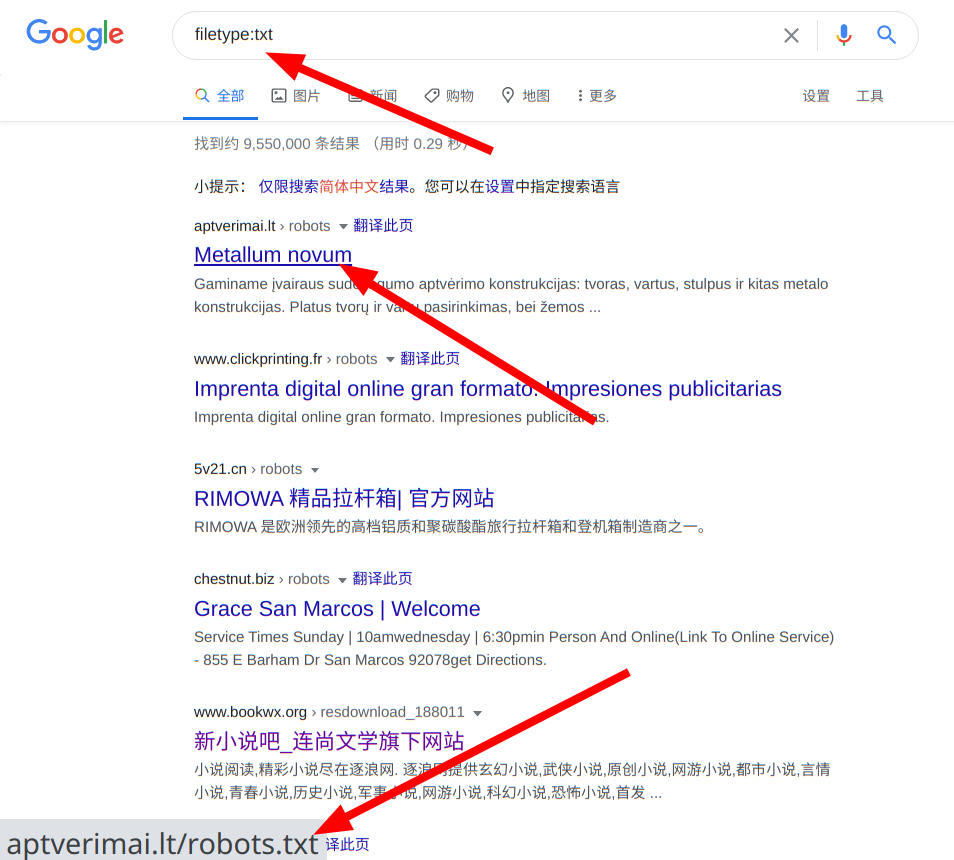 Google
filetype:txt
全部 图片 新闻 购物 地图 更多 设置 工具
找到约 9,550,000 条结果 （用时 0.29 秒）
小提示： 仅限搜索简体中文结果。您可以在设置中指定搜索语言
aptverimai.lt › robots 翻译此页
Metallum novum
Gaminame įvairaus sudėtingumo aptvėrimo konstrukcijas: tvoras, vartus, stulpus ir kitas metalo
konstrukcijas. Platus tvorų ir vartų pasirinkimas, bei žemos ...
www.clickprinting.fr › robots 翻译此页
Imprenta digital online gran formato. Impresiones publicitarias
Imprenta digital online gran formato. Impresiones publicitarias.
5v21.cn › robots
RIMOWA 精品拉杆箱| 官方网站
RIMOWA 是欧洲领先的高档铝质和聚碳酸酯旅行拉杆箱和登机箱制造商之一。
chestnut.biz › robots 翻译此页
Grace San Marcos | Welcome
Service Times Sunday | 10amwednesday | 6:30pmin Person And Online(Link To Online Service)
- 855 E Barham Dr San Marcos 92078get Directions.
www.bookwx.org › resdownload_188011
新小说吧_连尚文学旗下网站
小说阅读,精彩小说尽在逐浪网. 逐浪网提供玄幻小说,武侠小说,原创小说,网游小说,都市小说,言情
小说,青春小说,历史小说,军事小说,网游小说,科幻小说,恐怖小说,首发 ...
aptverimai.lt/robots.txt 译此页